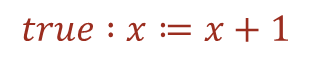 true : x ≔ x + 1